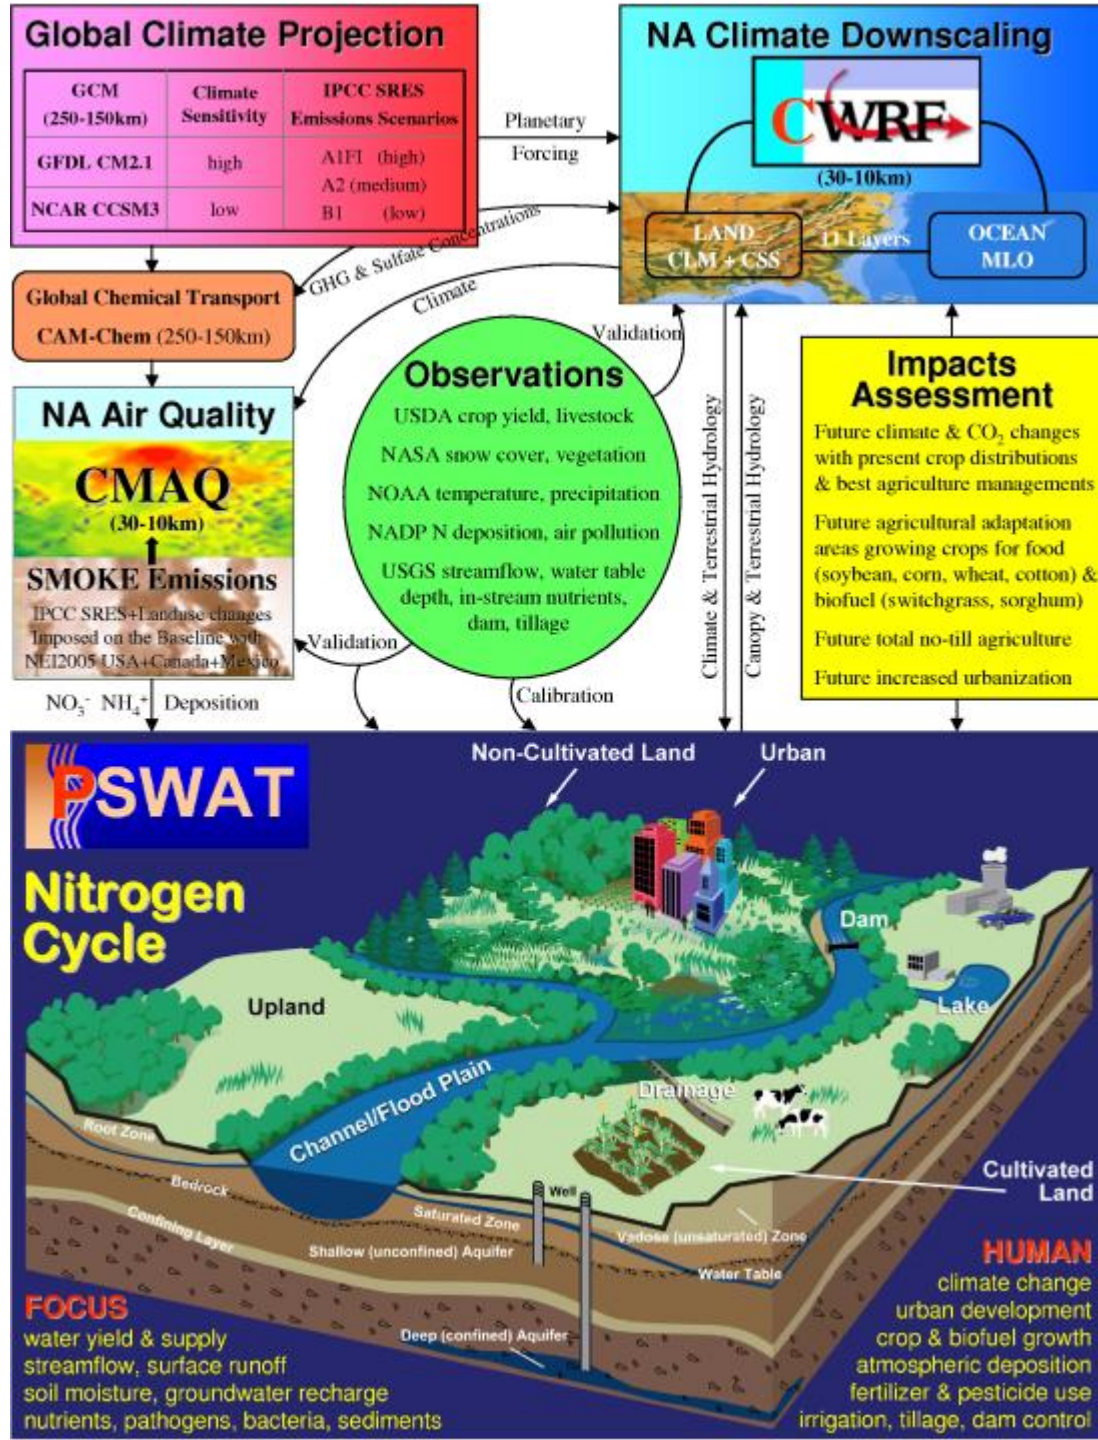 Global Climate Projection
GCM
(250-150km)
Climate
Sensitivity
IPCC SRES
Emissions Scenarios
GFDL CM2.1
high
A1FI (high)
A2 (medium)
B1 (low)
NCAR CCSM3
low
Planetary
Forcing
NA Climate Downscaling
CWRF
(30-10km)
LAND
CLM + CSS
11 Layers
OCEAN
MLO
GHG & Sulfate Concentrations
Climate
Global Chemical Transport
CAM-Chem (250-150km)
NA Air Quality
CMAQ
(30-10km)
SMOKE Emissions
IPCC SRES+Landuse changes
Imposed on the Baseline with
NEI2005 USA+Canada+Mexico
NO₃⁻ NH₄⁺ Deposition
Observations
USDA crop yield, livestock
NASA snow cover, vegetation
NOAA temperature, precipitation
NADP N deposition, air pollution
USGS streamflow, water table
depth, in-stream nutrients,
dam, tillage
Validation
Validation
Calibration
Climate & Terrestrial Hydrology
Canopy & Terrestrial Hydrology
Impacts
Assessment
Future climate & CO₂ changes
with present crop distributions
& best agriculture managements
Future agricultural adaptation
areas growing crops for food
(soybean, corn, wheat, cotton) &
biofuel (switchgrass, sorghum)
Future total no-till agriculture
Future increased urbanization
PSWAT
Nitrogen
Cycle
Non-Cultivated Land
Urban
Dam
Lake
Upland
Channel/Flood Plain
Drainage
Cultivated
Land
Root Zone
Bedrock
Confining Layer
Well
Saturated Zone
Shallow (unconfined) Aquifer
Vadose (unsaturated) Zone
Water Table
Deep (confined) Aquifer
FOCUS
water yield & supply
streamflow, surface runoff
soil moisture, groundwater recharge
nutrients, pathogens, bacteria, sediments
HUMAN
climate change
urban development
crop & biofuel growth
atmospheric deposition
fertilizer & pesticide use
irrigation, tillage, dam control